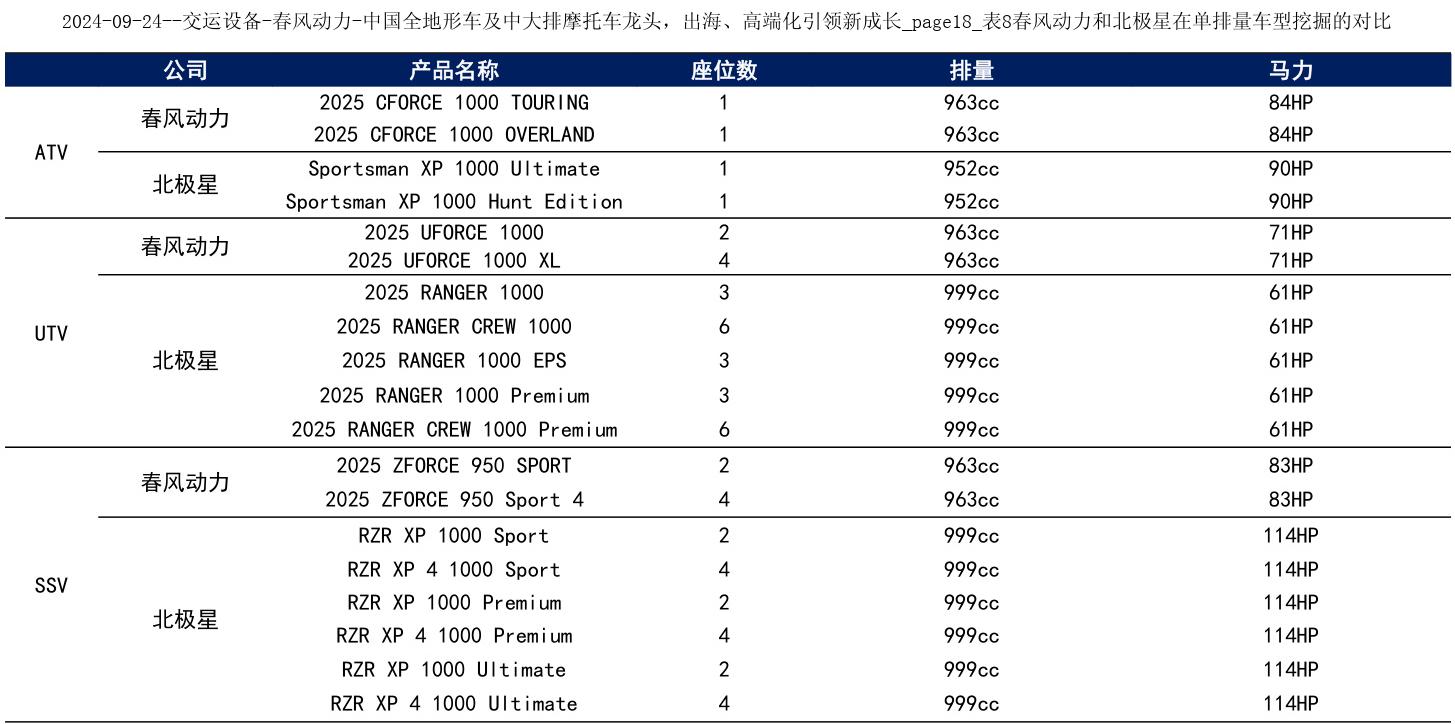 2024-09-24--交运设备-春风动力-中国全地形车及中大排摩托车龙头，出海、高端化引领新成长_page18_表8春风动力和北极星在单排量车型挖掘的对比
公司 产品名称 座位数 排量 马力
ATV 春风动力 2025 CFORCE 1000 TOURING 1 963cc 84HP
2025 CFORCE 1000 OVERLAND 1 963cc 84HP
北极星 Sportsman XP 1000 Ultimate 1 952cc 90HP
Sportsman XP 1000 Hunt Edition 1 952cc 90HP
UTV 春风动力 2025 UFORCE 1000 2 963cc 71HP
2025 UFORCE 1000 XL 4 963cc 71HP
北极星 2025 RANGER 1000 3 999cc 61HP
2025 RANGER CREW 1000 6 999cc 61HP
2025 RANGER 1000 EPS 3 999cc 61HP
2025 RANGER 1000 Premium 3 999cc 61HP
2025 RANGER CREW 1000 Premium 6 999cc 61HP
SSV 春风动力 2025 ZFORCE 950 SPORT 2 963cc 83HP
2025 ZFORCE 950 Sport 4 4 963cc 83HP
北极星 RZR XP 1000 Sport 2 999cc 114HP
RZR XP 4 1000 Sport 4 999cc 114HP
RZR XP 1000 Premium 2 999cc 114HP
RZR XP 4 1000 Premium 4 999cc 114HP
RZR XP 1000 Ultimate 2 999cc 114HP
RZR XP 4 1000 Ultimate 4 999cc 114HP